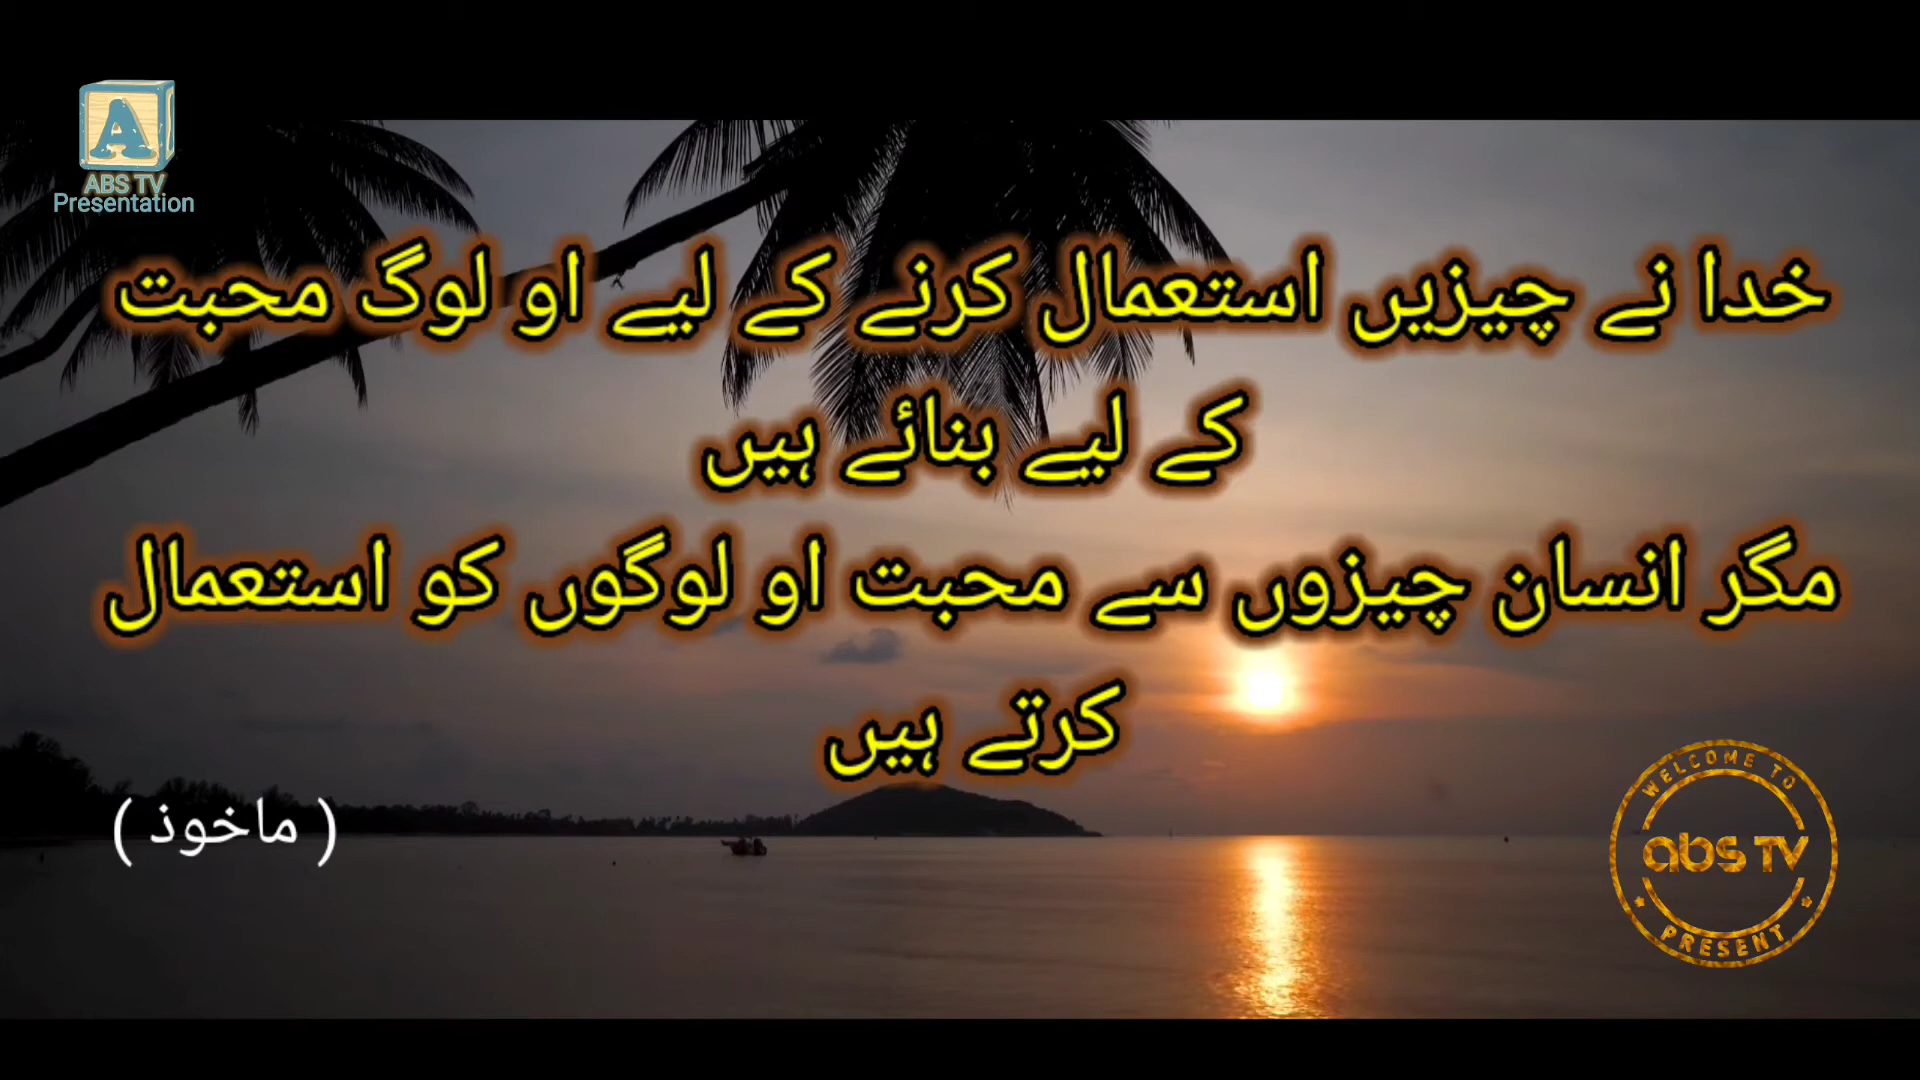 A
ABS TV
Presentation
خدا نے چیزیں استعمال کرنے کے لیے او لوگ محبت
کے لیے بنائے ہیں
مگر انسان چیزوں سے محبت او لوگوں کو استعمال
کرتے ہیں
( ماخوذ )
WELCOME TO
abs TV
PRESENT